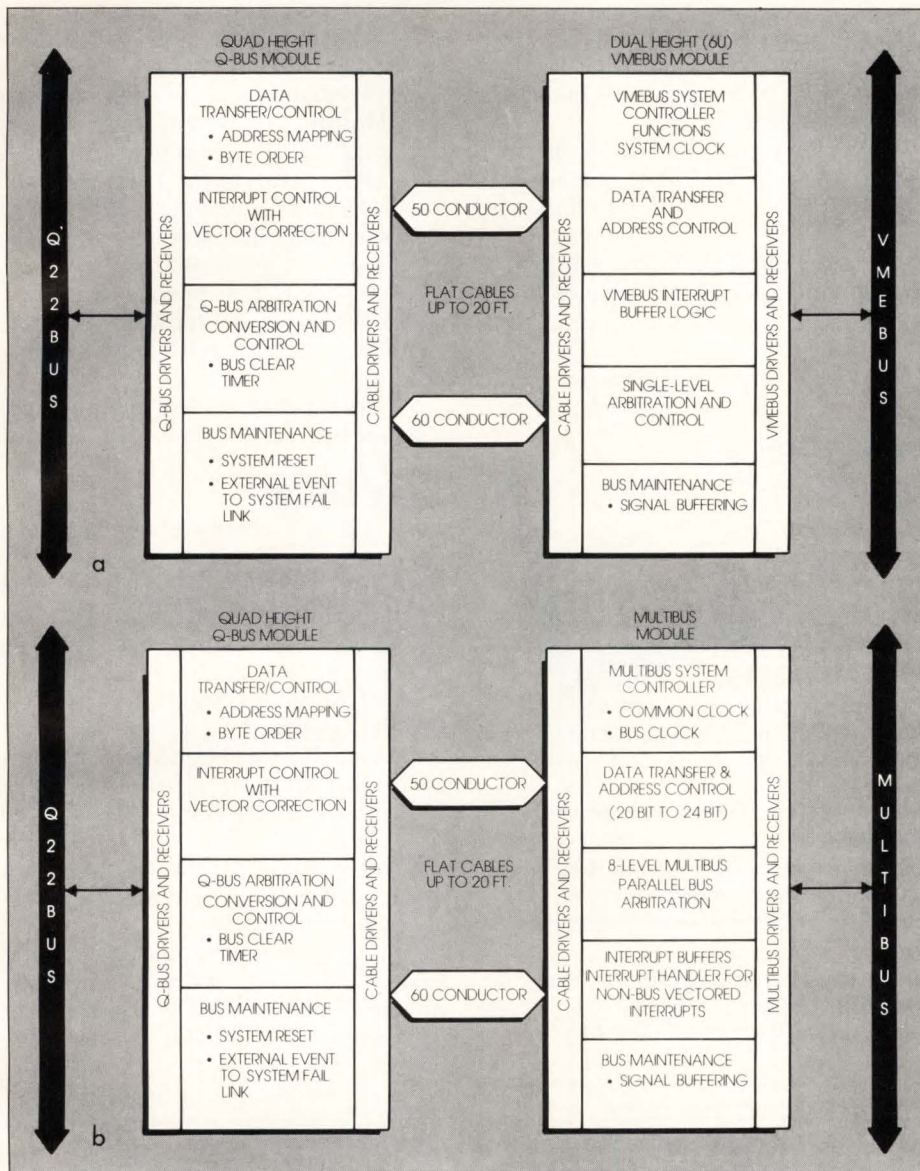 QUAD HEIGHT
Q-BUS MODULE
DUAL HEIGHT (6U)
VMEBUS MODULE
Q22BUS
Q-BUS DRIVERS AND RECEIVERS
DATA
TRANSFER/CONTROL
• ADDRESS MAPPING
• BYTE ORDER
INTERRUPT CONTROL
WITH
VECTOR CORRECTION
Q-BUS ARBITRATION
CONVERSION AND
CONTROL
• BUS CLEAR
TIMER
BUS MAINTENANCE
• SYSTEM RESET
• EXTERNAL EVENT
TO SYSTEM FAIL
LINK
CABLE DRIVERS AND RECEIVERS
50 CONDUCTOR
FLAT CABLES
UP TO 20 FT.
60 CONDUCTOR
CABLE DRIVERS AND RECEIVERS
VMEBUS SYSTEM
CONTROLLER
FUNCTIONS
SYSTEM CLOCK
DATA TRANSFER
AND
ADDRESS CONTROL
VMEBUS INTERRUPT
BUFFER LOGIC
SINGLE-LEVEL
ARBITRATION AND
CONTROL
BUS MAINTENANCE
• SIGNAL BUFFERING
VMEBUS DRIVERS AND RECEIVERS
VMEBUS
a
QUAD HEIGHT
Q-BUS MODULE
MULTIBUS
MODULE
Q22BUS
Q-BUS DRIVERS AND RECEIVERS
DATA
TRANSFER/CONTROL
• ADDRESS MAPPING
• BYTE ORDER
INTERRUPT CONTROL
WITH
VECTOR CORRECTION
Q-BUS ARBITRATION
CONVERSION AND
CONTROL
• BUS CLEAR
TIMER
BUS MAINTENANCE
• SYSTEM RESET
• EXTERNAL EVENT
TO SYSTEM FAIL
LINK
CABLE DRIVERS AND RECEIVERS
50 CONDUCTOR
FLAT CABLES
UP TO 20 FT.
60 CONDUCTOR
CABLE DRIVERS AND RECEIVERS
MULTIBUS SYSTEM
CONTROLLER
• COMMON CLOCK
• BUS CLOCK
DATA TRANSFER &
ADDRESS CONTROL
(20 BIT TO 24 BIT)
8-LEVEL MULTIBUS
PARALLEL BUS
ARBITRATION
INTERRUPT BUFFERS
INTERRUPT HANDLER FOR
NON-BUS VECTORED
INTERRUPTS
BUS MAINTENANCE
• SIGNAL BUFFERING
MULTIBUS DRIVERS AND RECEIVERS
MULTIBUS
b